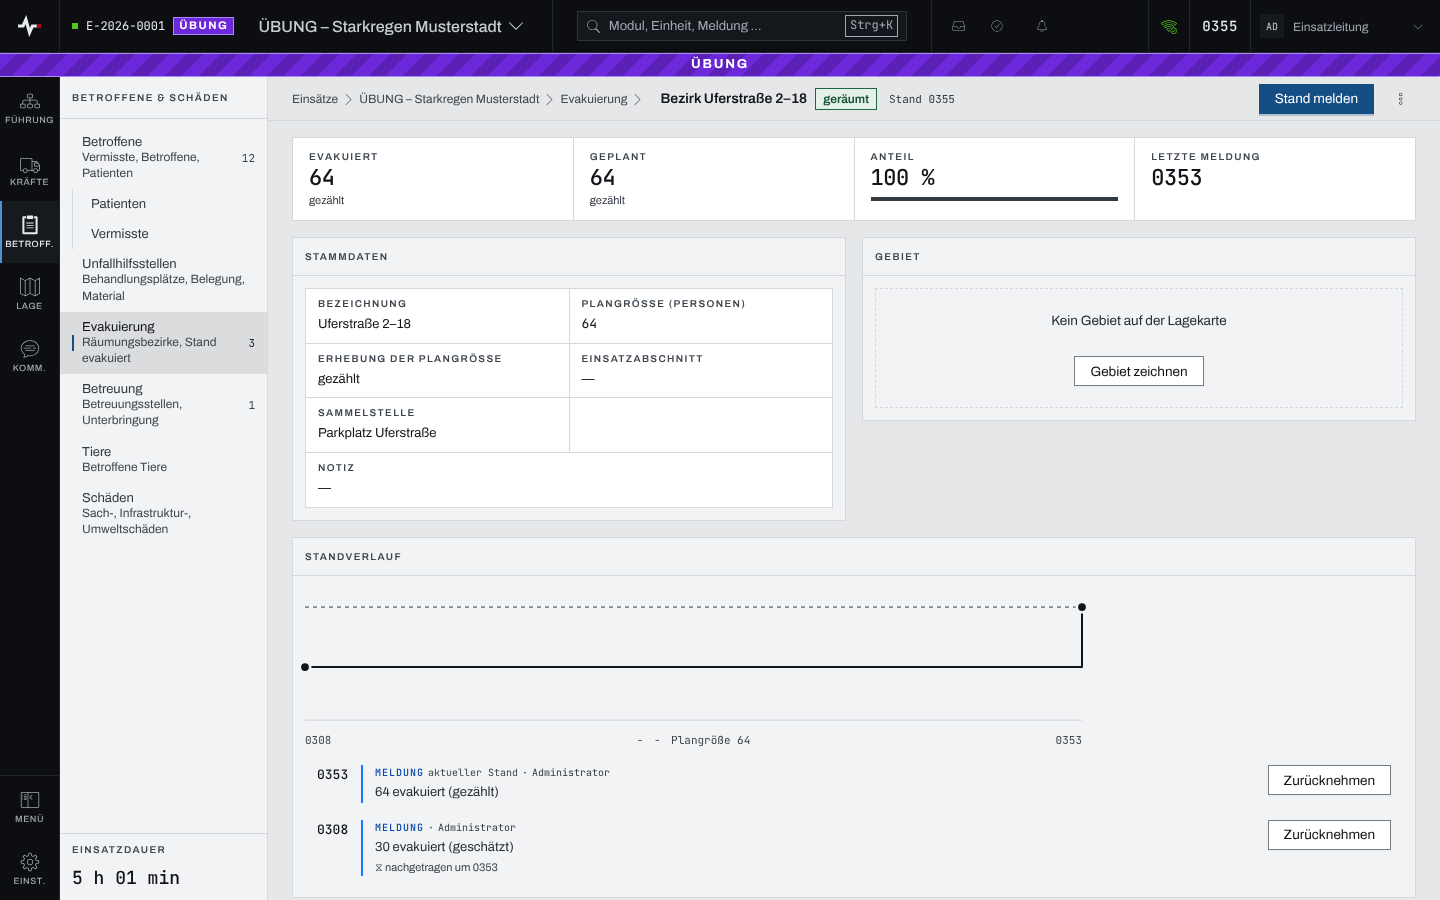 E-2026-0001 ÜBUNG ÜBUNG – Starkregen Musterstadt Modul, Einheit, Meldung ... Strg+K 0355 AD Einsatzleitung
ÜBUNG
FÜHRUNG
KRÄFTE
BETROFF.
LAGE
KOMM.
MENÜ
EINST.
BETROFFENE & SCHÄDEN
Betroffene
Vermisste, Betroffene, Patienten
12
Patienten
Vermisste
Unfallhilfsstellen
Behandlungsplätze, Belegung,
Material
Evakuierung
Räumungsbezirke, Stand
evakuiert
3
Betreuung
Betreuungsstellen,
Unterbringung
1
Tiere
Betroffene Tiere
Schäden
Sach-, Infrastruktur-,
Umweltschäden
EINSATZDAUER
5 h 01 min
Einsätze ÜBUNG – Starkregen Musterstadt Evakuierung Bezirk Uferstraße 2–18 geräumt Stand 0355 Stand melden
EVAKUIERT
64
gezählt
GEPLANT
64
gezählt
ANTEIL
100 %
LETZTE MELDUNG
0353
STAMMDATEN
BEZEICHNUNG
Uferstraße 2–18
PLANGRÖSSE (PERSONEN)
64
ERHEBUNG DER PLANGRÖSSE
gezählt
EINSATZABSCHNITT
—
SAMMELSTELLE
Parkplatz Uferstraße
NOTIZ
—
GEBIET
Kein Gebiet auf der Lagekarte
Gebiet zeichnen
STANDVERLAUF
0308 - - Plangröße 64 0353
0353 MELDUNG aktueller Stand · Administrator
64 evakuiert (gezählt)
Zurücknehmen
0308 MELDUNG · Administrator
30 evakuiert (geschätzt)
⧖ nachgetragen um 0353
Zurücknehmen